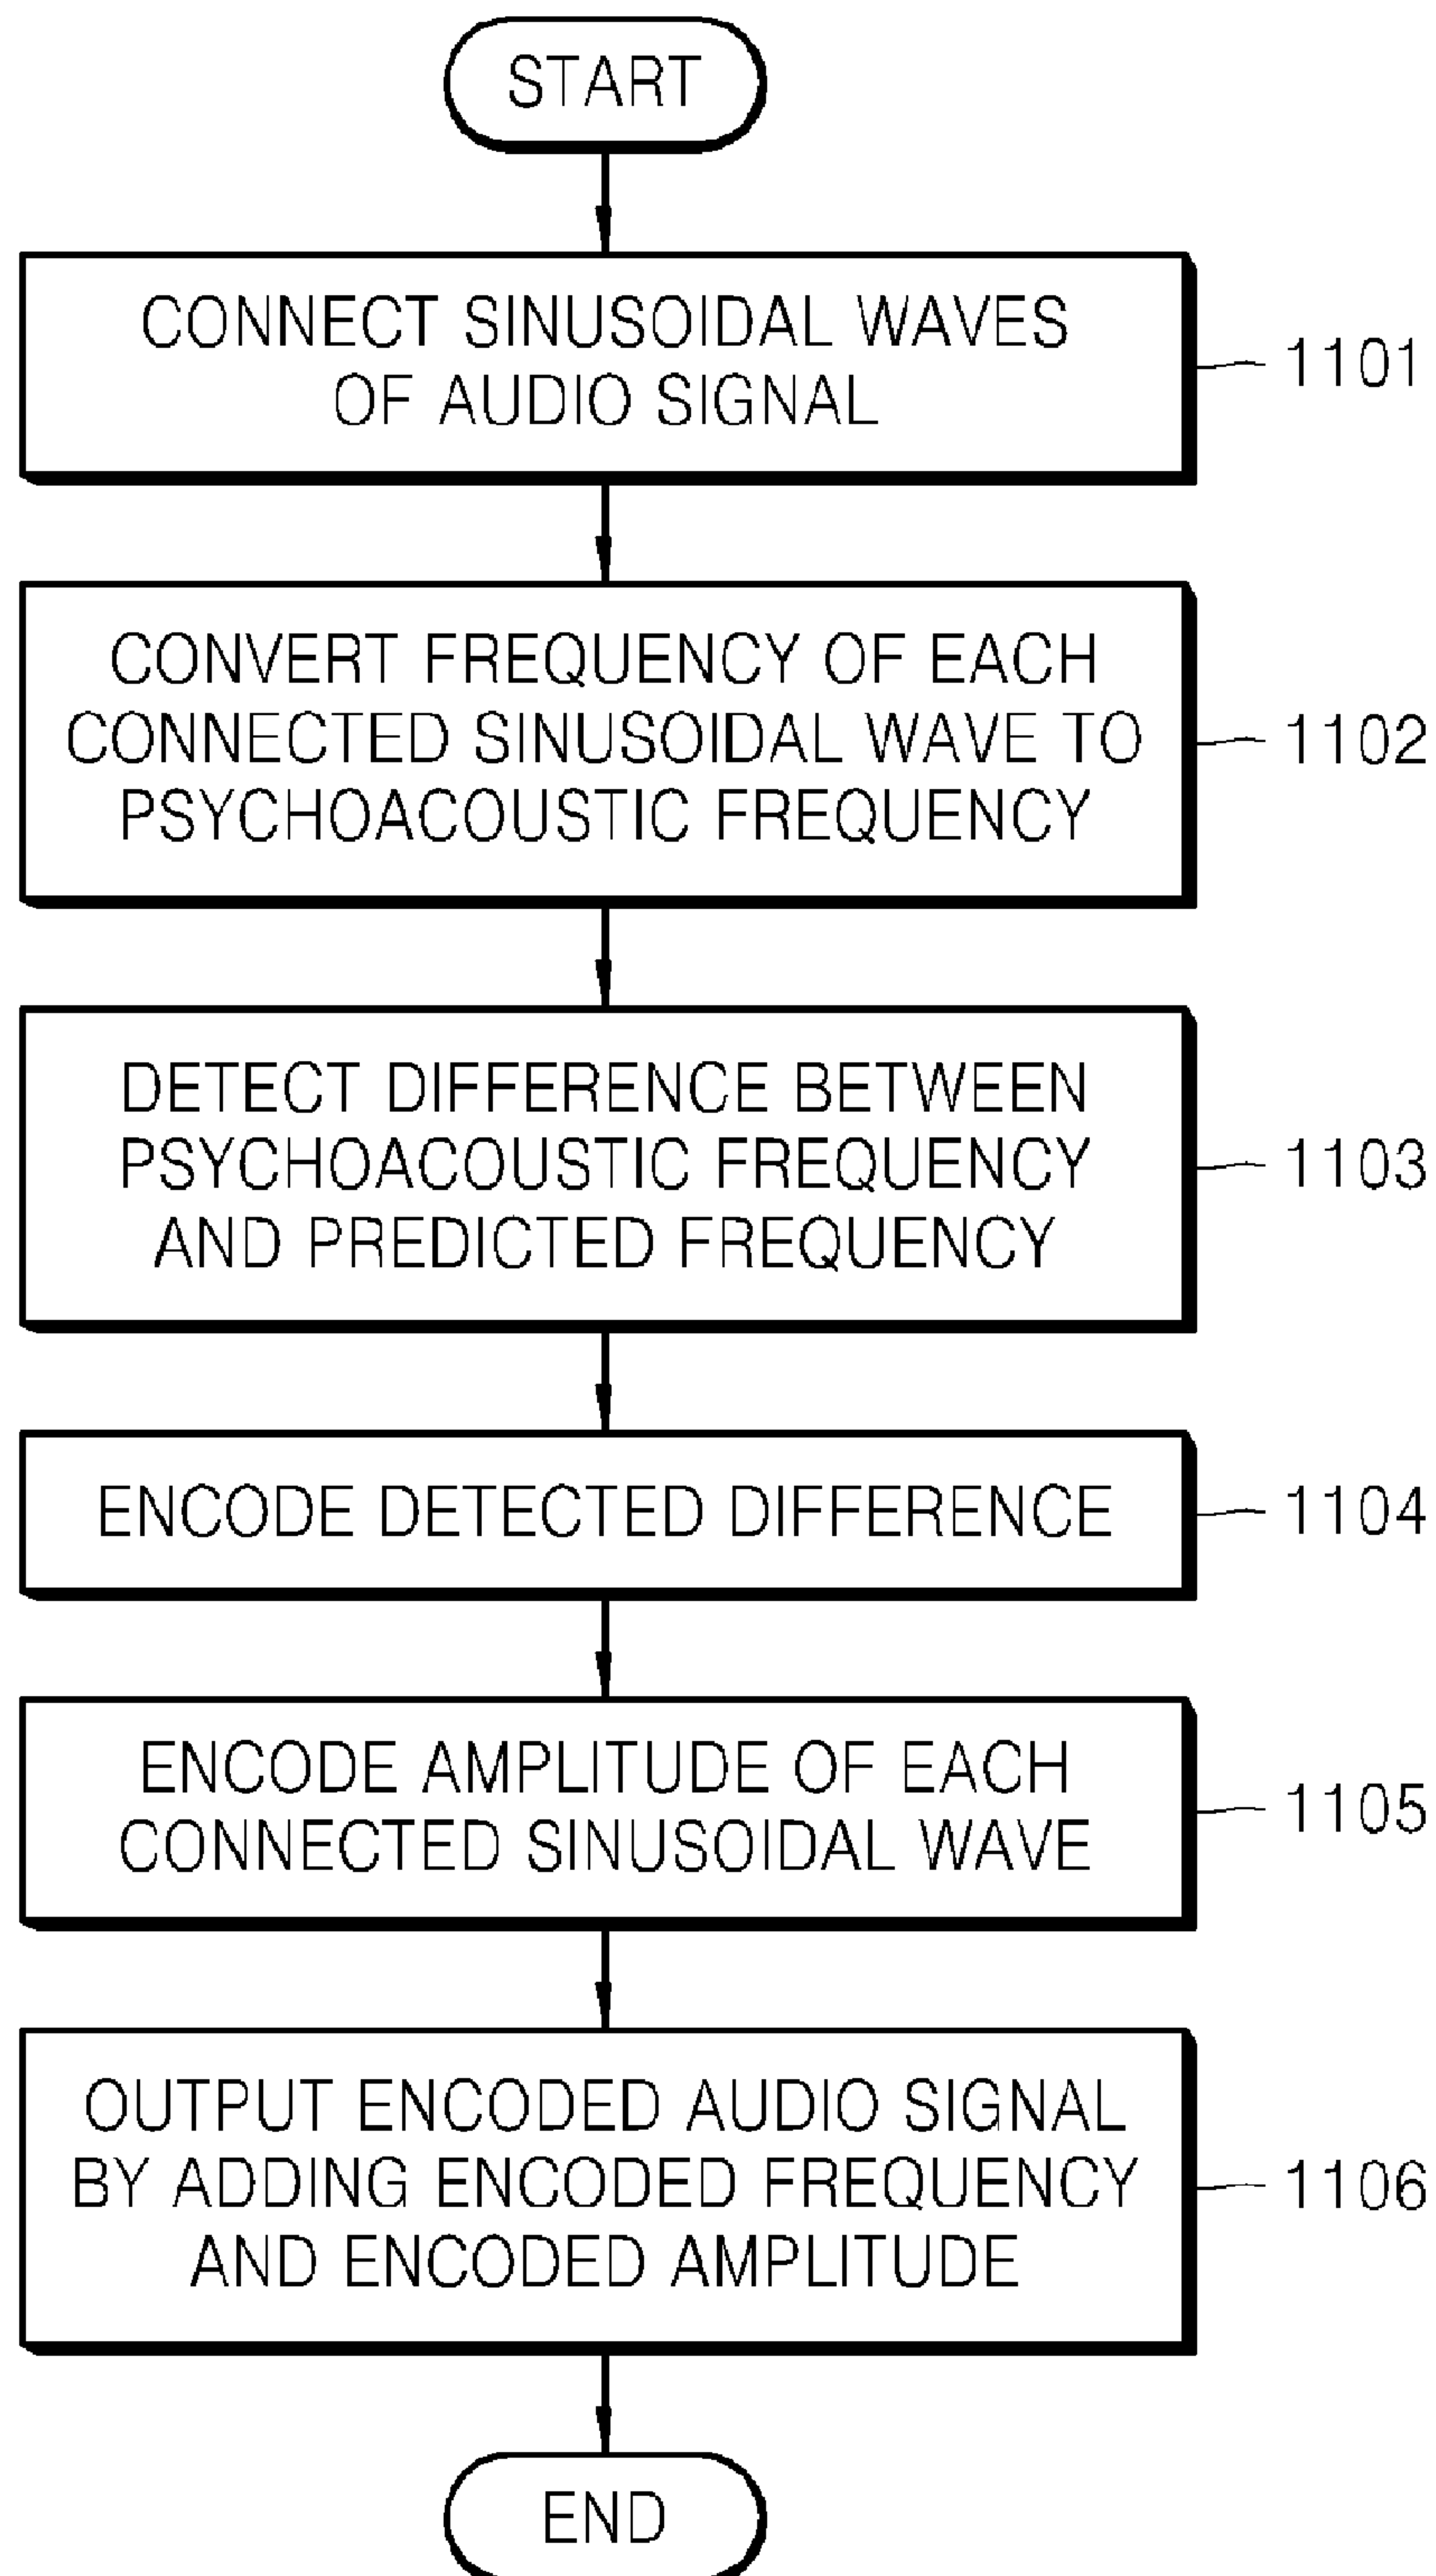 START
CONNECT SINUSOIDAL WAVES
OF AUDIO SIGNAL
1101
CONVERT FREQUENCY OF EACH
CONNECTED SINUSOIDAL WAVE TO
PSYCHOACOUSTIC FREQUENCY
1102
DETECT DIFFERENCE BETWEEN
PSYCHOACOUSTIC FREQUENCY
AND PREDICTED FREQUENCY
1103
ENCODE DETECTED DIFFERENCE
1104
ENCODE AMPLITUDE OF EACH
CONNECTED SINUSOIDAL WAVE
1105
OUTPUT ENCODED AUDIO SIGNAL
BY ADDING ENCODED FREQUENCY
AND ENCODED AMPLITUDE
1106
END